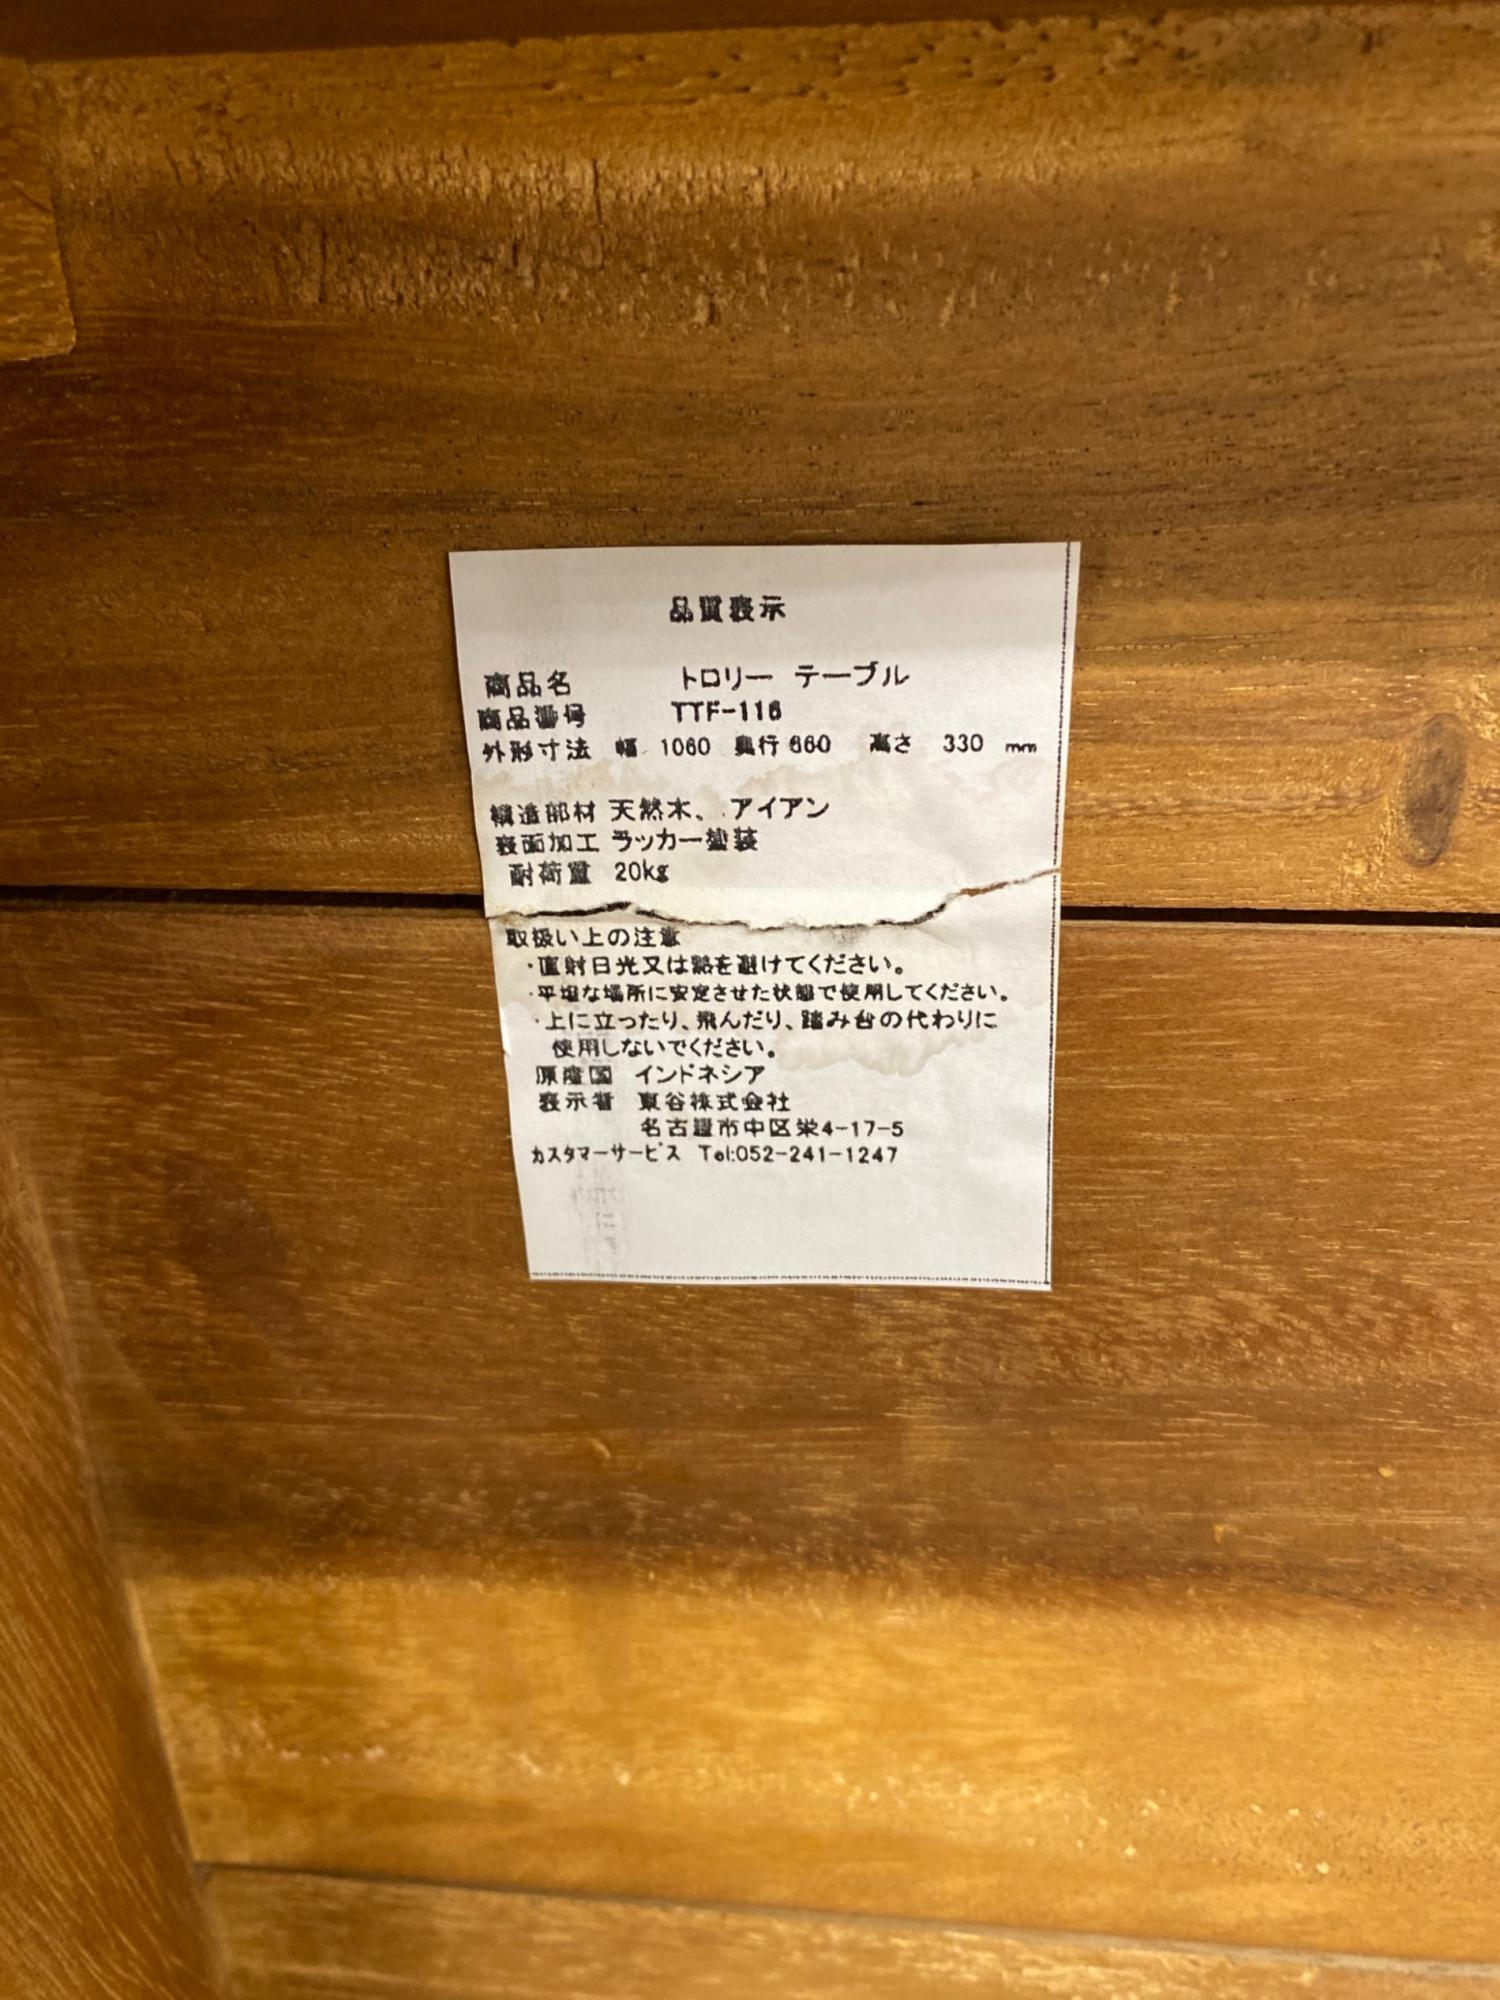 品質表示
商品名 トロリー テーブル
商品番号 TTF-116
外形寸法 幅 1060 奥行 660 高さ 330 mm
構造部材 天然木、アイアン
表面加工 ラッカー塗装
耐荷重 20kg
取扱い上の注意
・直射日光又は熱を避けてください。
・平坦な場所に安定させた状態で使用してください。
・上に立ったり、飛んだり、踏み台の代わりに
使用しないでください。
原産国 インドネシア
表示者 東谷株式会社
名古屋市中区栄4-17-5
カスタマーサービス Tel:052-241-1247